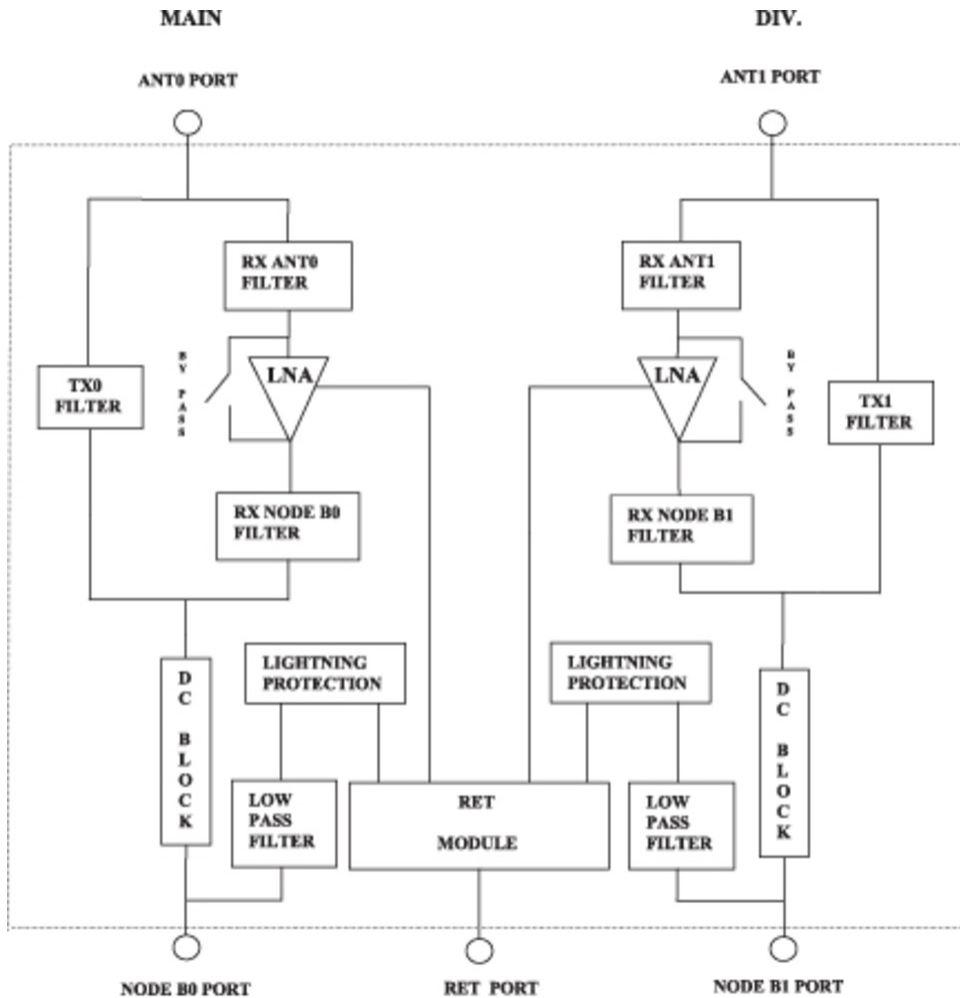 MAIN
DIV.
ANT0 PORT
ANT1 PORT
RX ANT0
FILTER
RX ANT1
FILTER
BY PASS
LNA
LNA
BY PASS
TX0
FILTER
TX1
FILTER
RX NODE B0
FILTER
RX NODE B1
FILTER
LIGHTNING
PROTECTION
LIGHTNING
PROTECTION
DC BLOCK
DC BLOCK
LOW
PASS
FILTER
RET
MODULE
LOW
PASS
FILTER
NODE B0 PORT
RET PORT
NODE B1 PORT